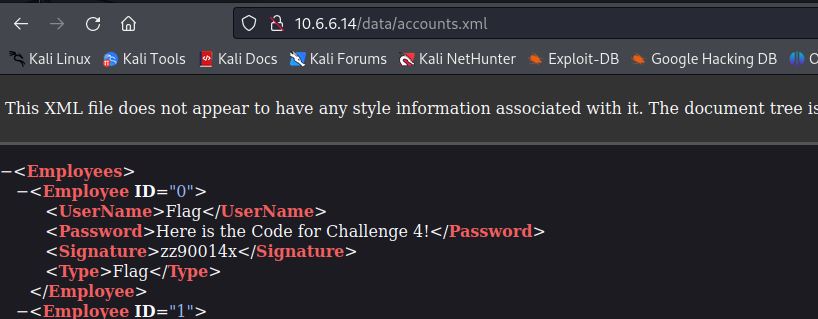 10.6.6.14/data/accounts.xml
Kali Linux Kali Tools Kali Docs Kali Forums Kali NetHunter Exploit-DB Google Hacking DB
This XML file does not appear to have any style information associated with it. The document tree is
−<Employees>
−<Employee ID="0">
<UserName>Flag</UserName>
<Password>Here is the Code for Challenge 4!</Password>
<Signature>zz90014x</Signature>
<Type>Flag</Type>
</Employee>
−<Employee ID="1">